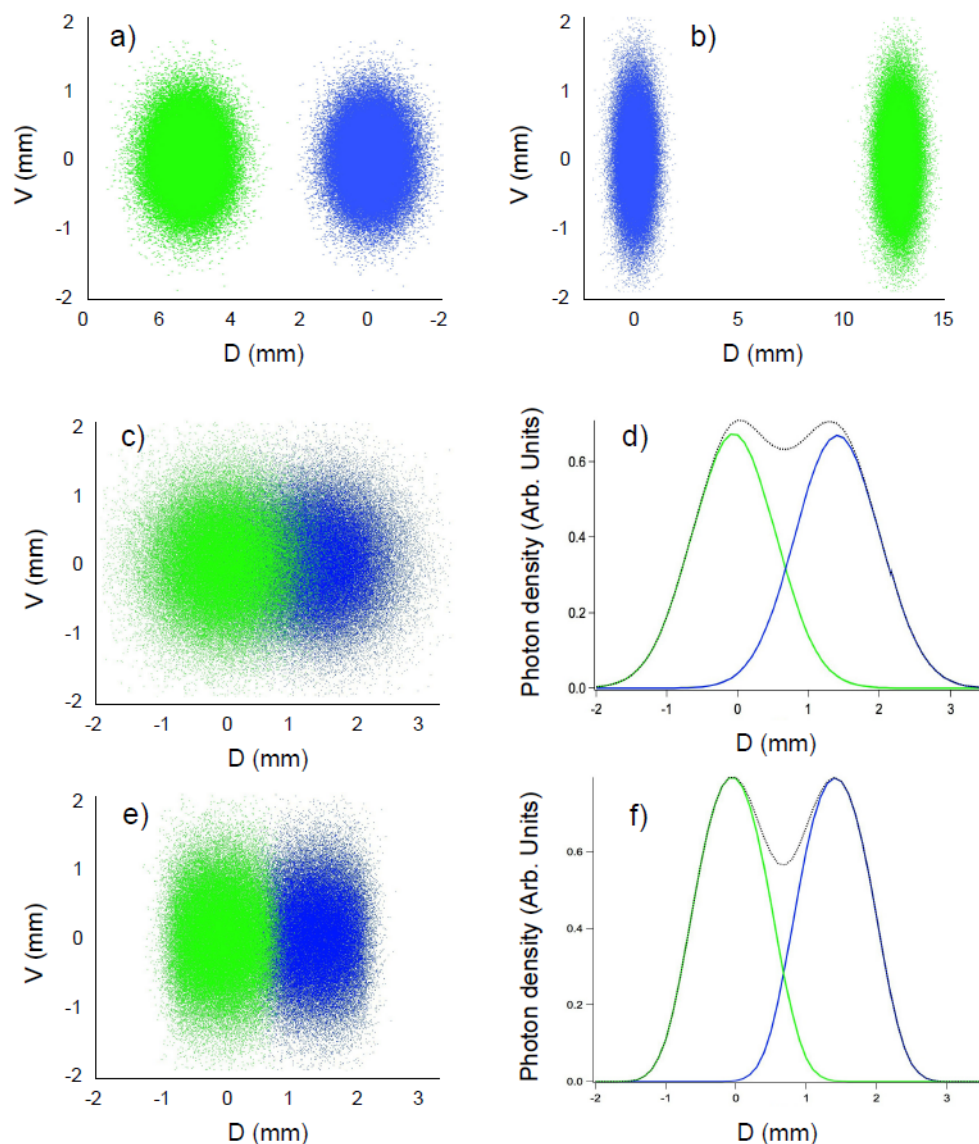 a)
V (mm)
2
1
0
-1
-2
0 6 4 2 0 -2
D (mm)
b)
V (mm)
2
1
0
-1
-2
0 5 10 15
D (mm)
c)
V (mm)
2
1
0
-1
-2
-2 -1 0 1 2 3
D (mm)
d)
Photon density (Arb. Units)
0.6
0.4
0.2
0.0
-2 -1 0 1 2 3
D (mm)
e)
V (mm)
2
1
0
-1
-2
-2 -1 0 1 2 3
D (mm)
f)
Photon density (Arb. Units)
0.6
0.4
0.2
0.0
-2 -1 0 1 2 3
D (mm)